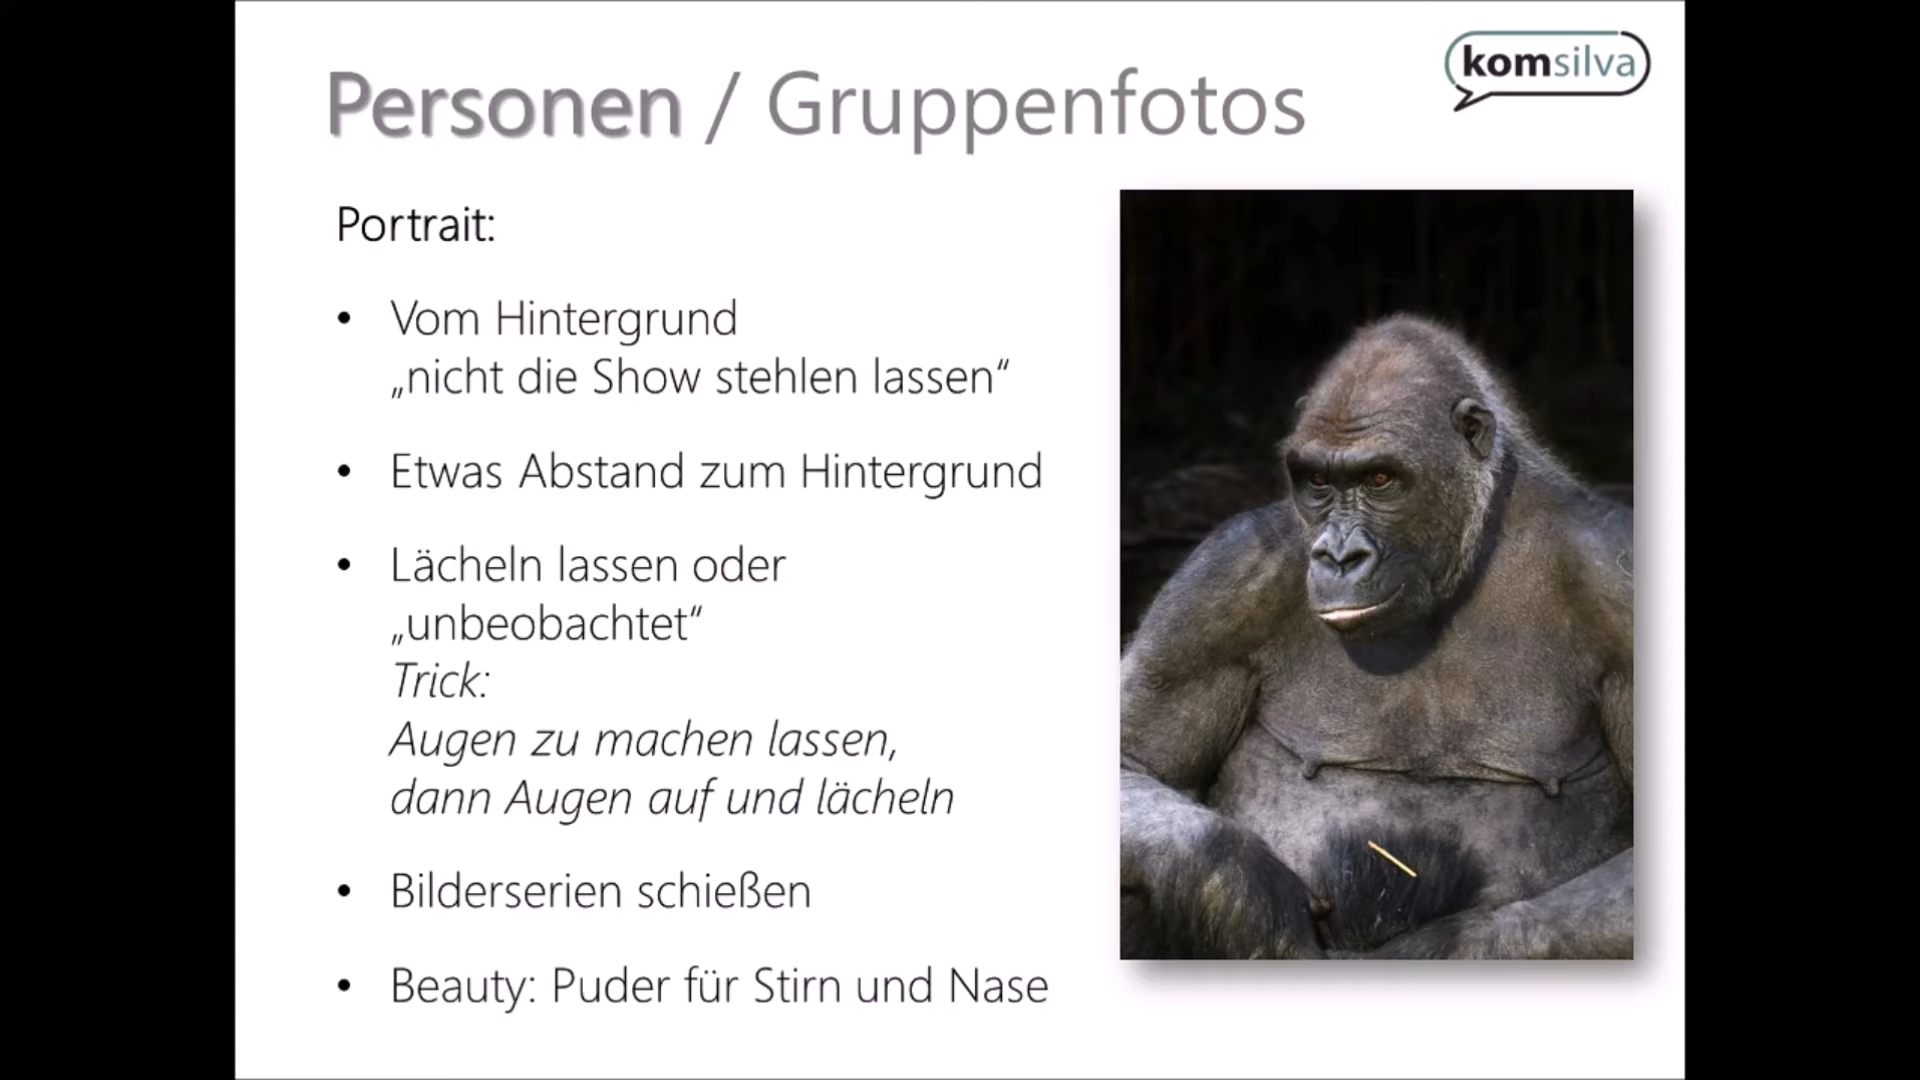 komsilva
Personen / Gruppenfotos
Portrait:
• Vom Hintergrund
„nicht die Show stehlen lassen“
• Etwas Abstand zum Hintergrund
• Lächeln lassen oder
„unbeobachtet“
Trick:
Augen zu machen lassen,
dann Augen auf und lächeln
• Bilderserien schießen
• Beauty: Puder für Stirn und Nase